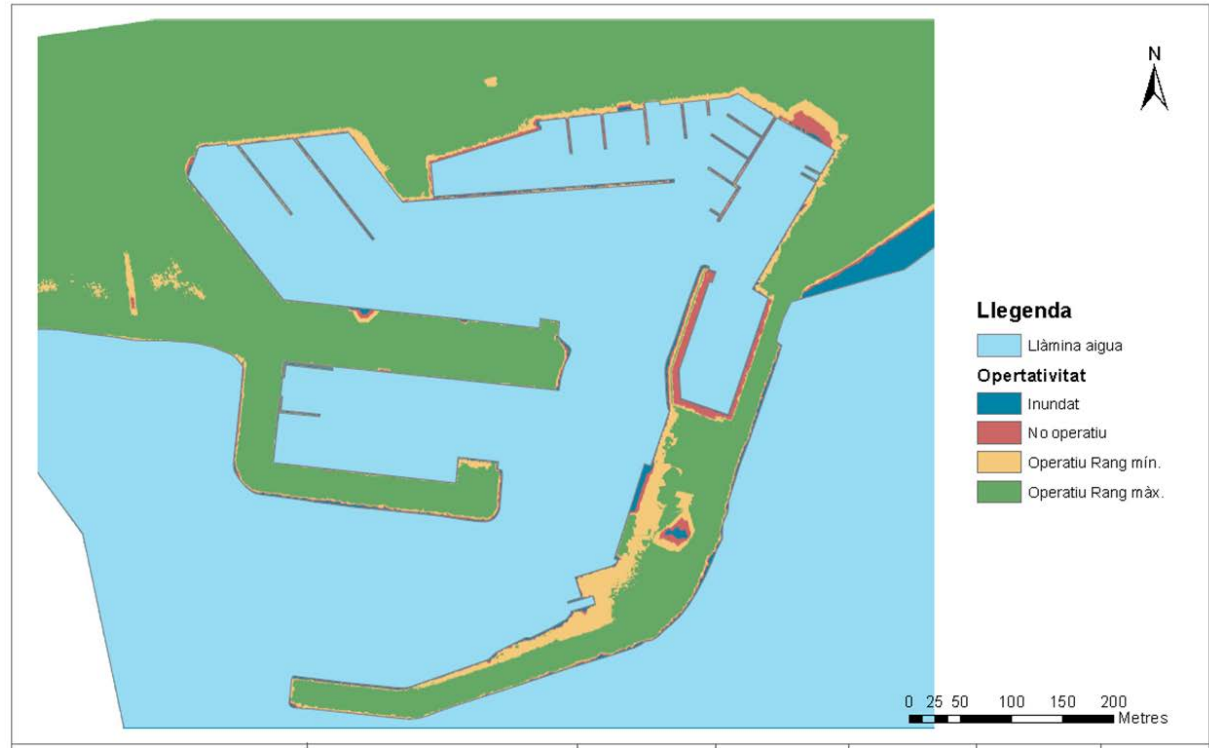 N
Llegenda
Llàmina aigua
Opertativitat
Inundat
No operatiu
Operatiu Rang mín.
Operatiu Rang màx.
0 25 50 100 150 200
Metres